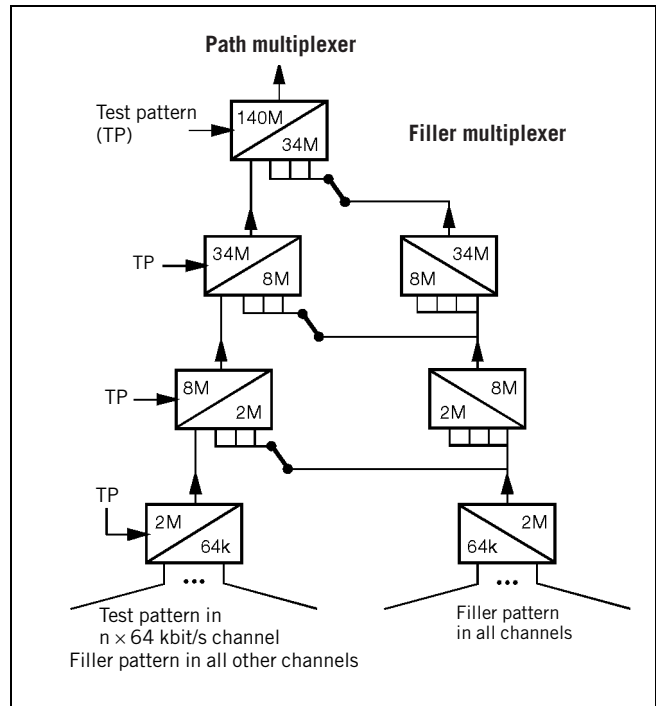 Path multiplexer
Test pattern
(TP)
140M
34M
Filler multiplexer
TP
34M
8M
34M
8M
TP
8M
2M
8M
2M
TP
2M
64k
2M
64k
...
...
Test pattern in
n × 64 kbit/s channel
Filler pattern in all other channels
Filler pattern
in all channels